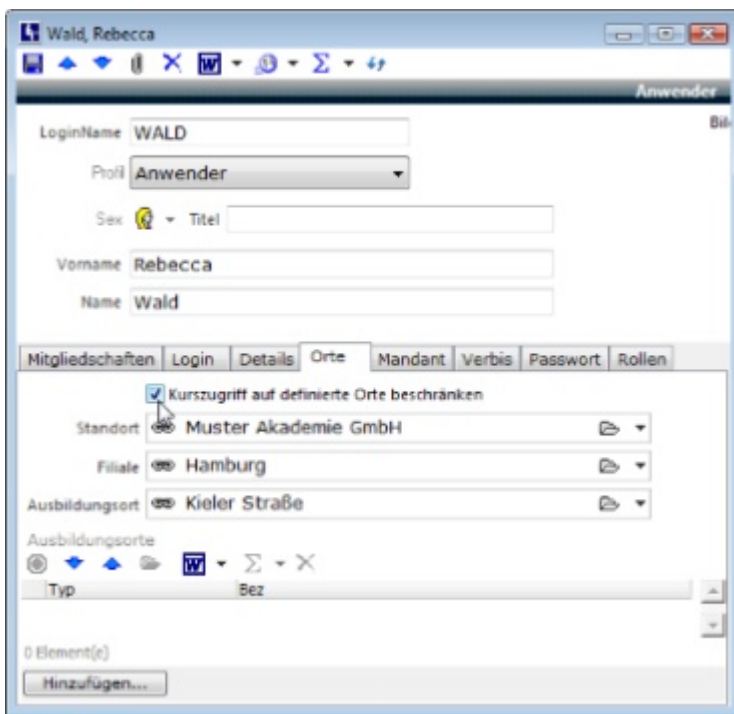 Wald, Rebecca
Anwender
LoginName WALD
Bil
Profil Anwender
Sex Titel
Vorname Rebecca
Name Wald
Mitgliedschaften Login Details Orte Mandant Verbis Passwort Rollen
Kurszugriff auf definierte Orte beschränken
Standort Muster Akademie GmbH
Filiale Hamburg
Ausbildungsort Kieler Straße
Ausbildungsorte
W
Typ Bez
0 Element(e)
Hinzufügen...